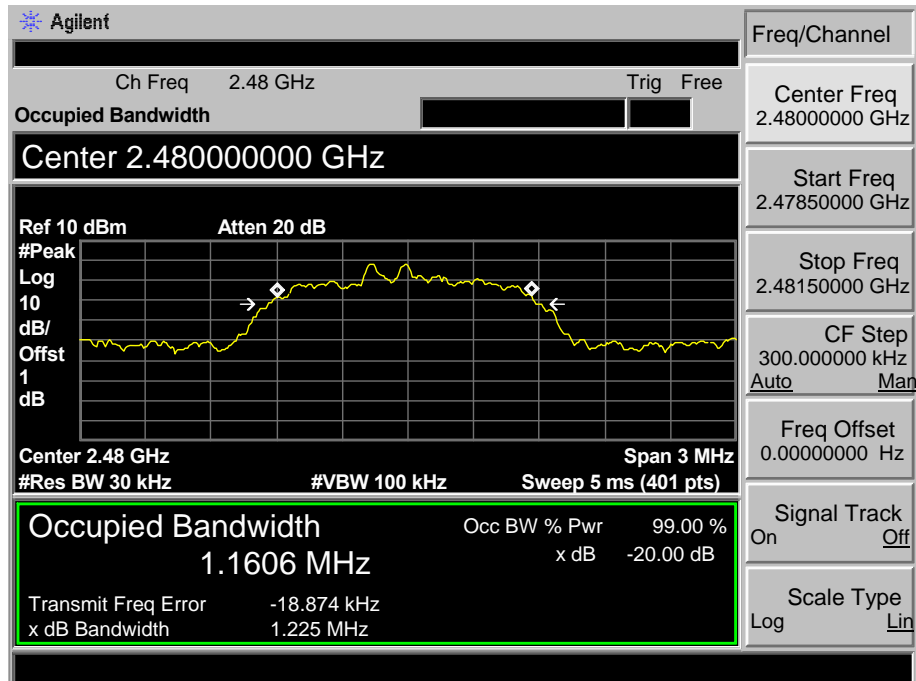 Agilent
Freq/Channel
Ch Freq 2.48 GHz Trig Free
Occupied Bandwidth
Center 2.480000000 GHz
Center Freq
2.48000000 GHz
Start Freq
2.47850000 GHz
Stop Freq
2.48150000 GHz
CF Step
300.000000 kHz
Auto Man
Freq Offset
0.00000000 Hz
Signal Track
On Off
Scale Type
Log Lin
Ref 10 dBm Atten 20 dB
#Peak
Log
10
dB/
Offst
1
dB
Center 2.48 GHz Span 3 MHz
#Res BW 30 kHz #VBW 100 kHz Sweep 5 ms (401 pts)
Occupied Bandwidth Occ BW % Pwr 99.00 %
1.1606 MHz x dB -20.00 dB
Transmit Freq Error -18.874 kHz
x dB Bandwidth 1.225 MHz